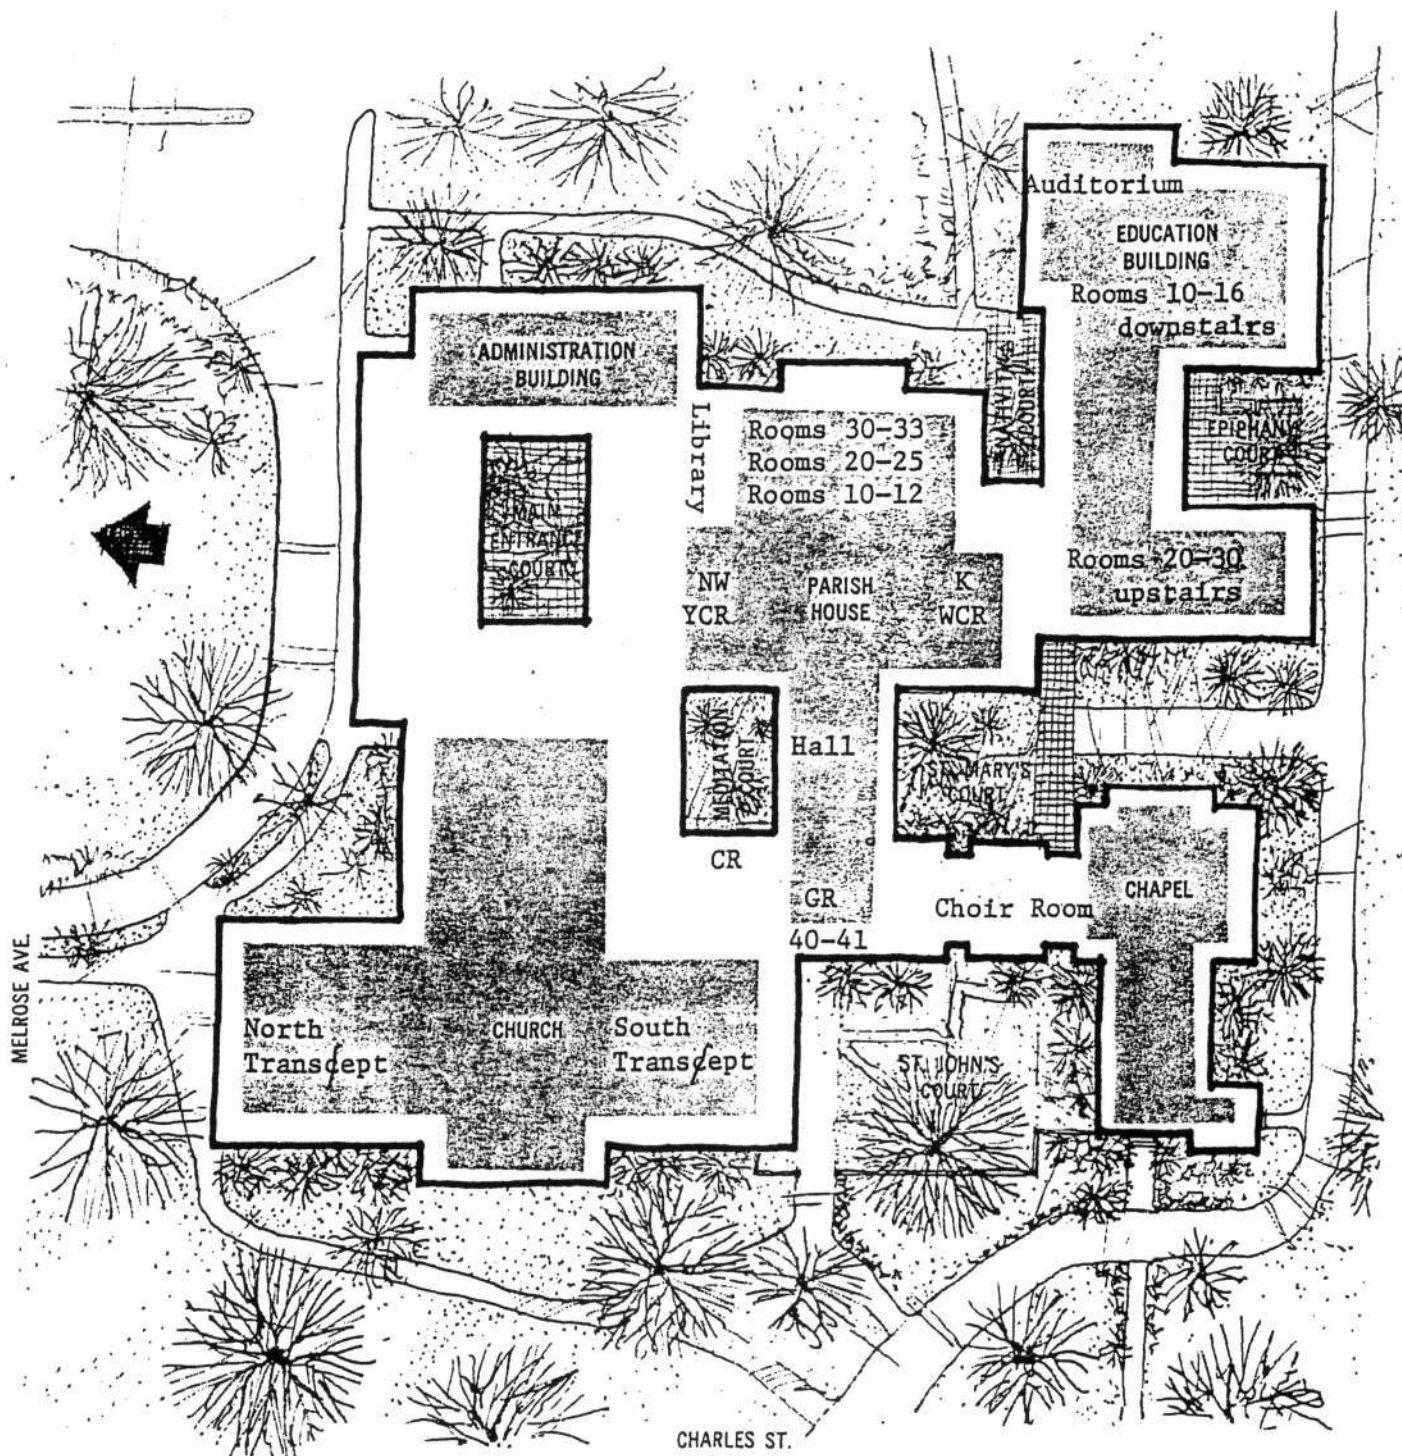 Auditorium
EDUCATION
BUILDING
Rooms 10-16
downstairs
ADMINISTRATION
BUILDING
Library
Rooms 30-33
Rooms 20-25
Rooms 10-12
NATIVITY
COURT
EPIPHANY
COURT
MAIN
ENTRANCE
COURT
NW
YCR
PARISH
HOUSE
K
WCR
Rooms 20-30
upstairs
MEDITATION
COURT
Hall
ST. MARY'S
COURT
CR
GR
40-41
Choir Room
CHAPEL
MELROSE AVE.
North
Transcept
CHURCH
South
Transcept
ST. JOHN'S
COURT
CHARLES ST.